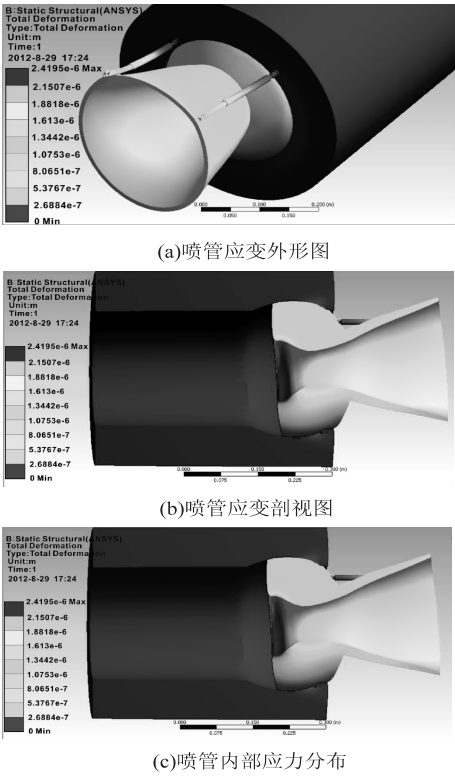 B: Static Structural(ANSYS)
Total Deformation
Type:Total Deformation
Unit:m
Time:1
2012-8-29 17:24
2.4195e-6 Max
2.1507e-6
1.8818e-6
1.613e-6
1.3442e-6
1.0753e-6
8.0651e-7
5.3767e-7
2.6884e-7
0 Min
0.000 0.100 0.200 (m)
0.050 0.150
(a)喷管应变外形图
B: Static Structural(ANSYS)
Total Deformation
Type:Total Deformation
Unit:m
Time:1
2012-8-29 17:24
2.4195e-6 Max
2.1507e-6
1.8818e-6
1.613e-6
1.3442e-6
1.0753e-6
8.0651e-7
5.3767e-7
2.6884e-7
0 Min
0.000 0.150 0.300 (m)
0.075 0.225
(b)喷管应变剖视图
B: Static Structural(ANSYS)
Total Deformation
Type:Total Deformation
Unit:m
Time:1
2012-8-29 17:24
2.4195e-6 Max
2.1507e-6
1.8818e-6
1.613e-6
1.3442e-6
1.0753e-6
8.0651e-7
5.3767e-7
2.6884e-7
0 Min
0.000 0.150 0.300 (m)
0.075 0.225
(c)喷管内部应力分布